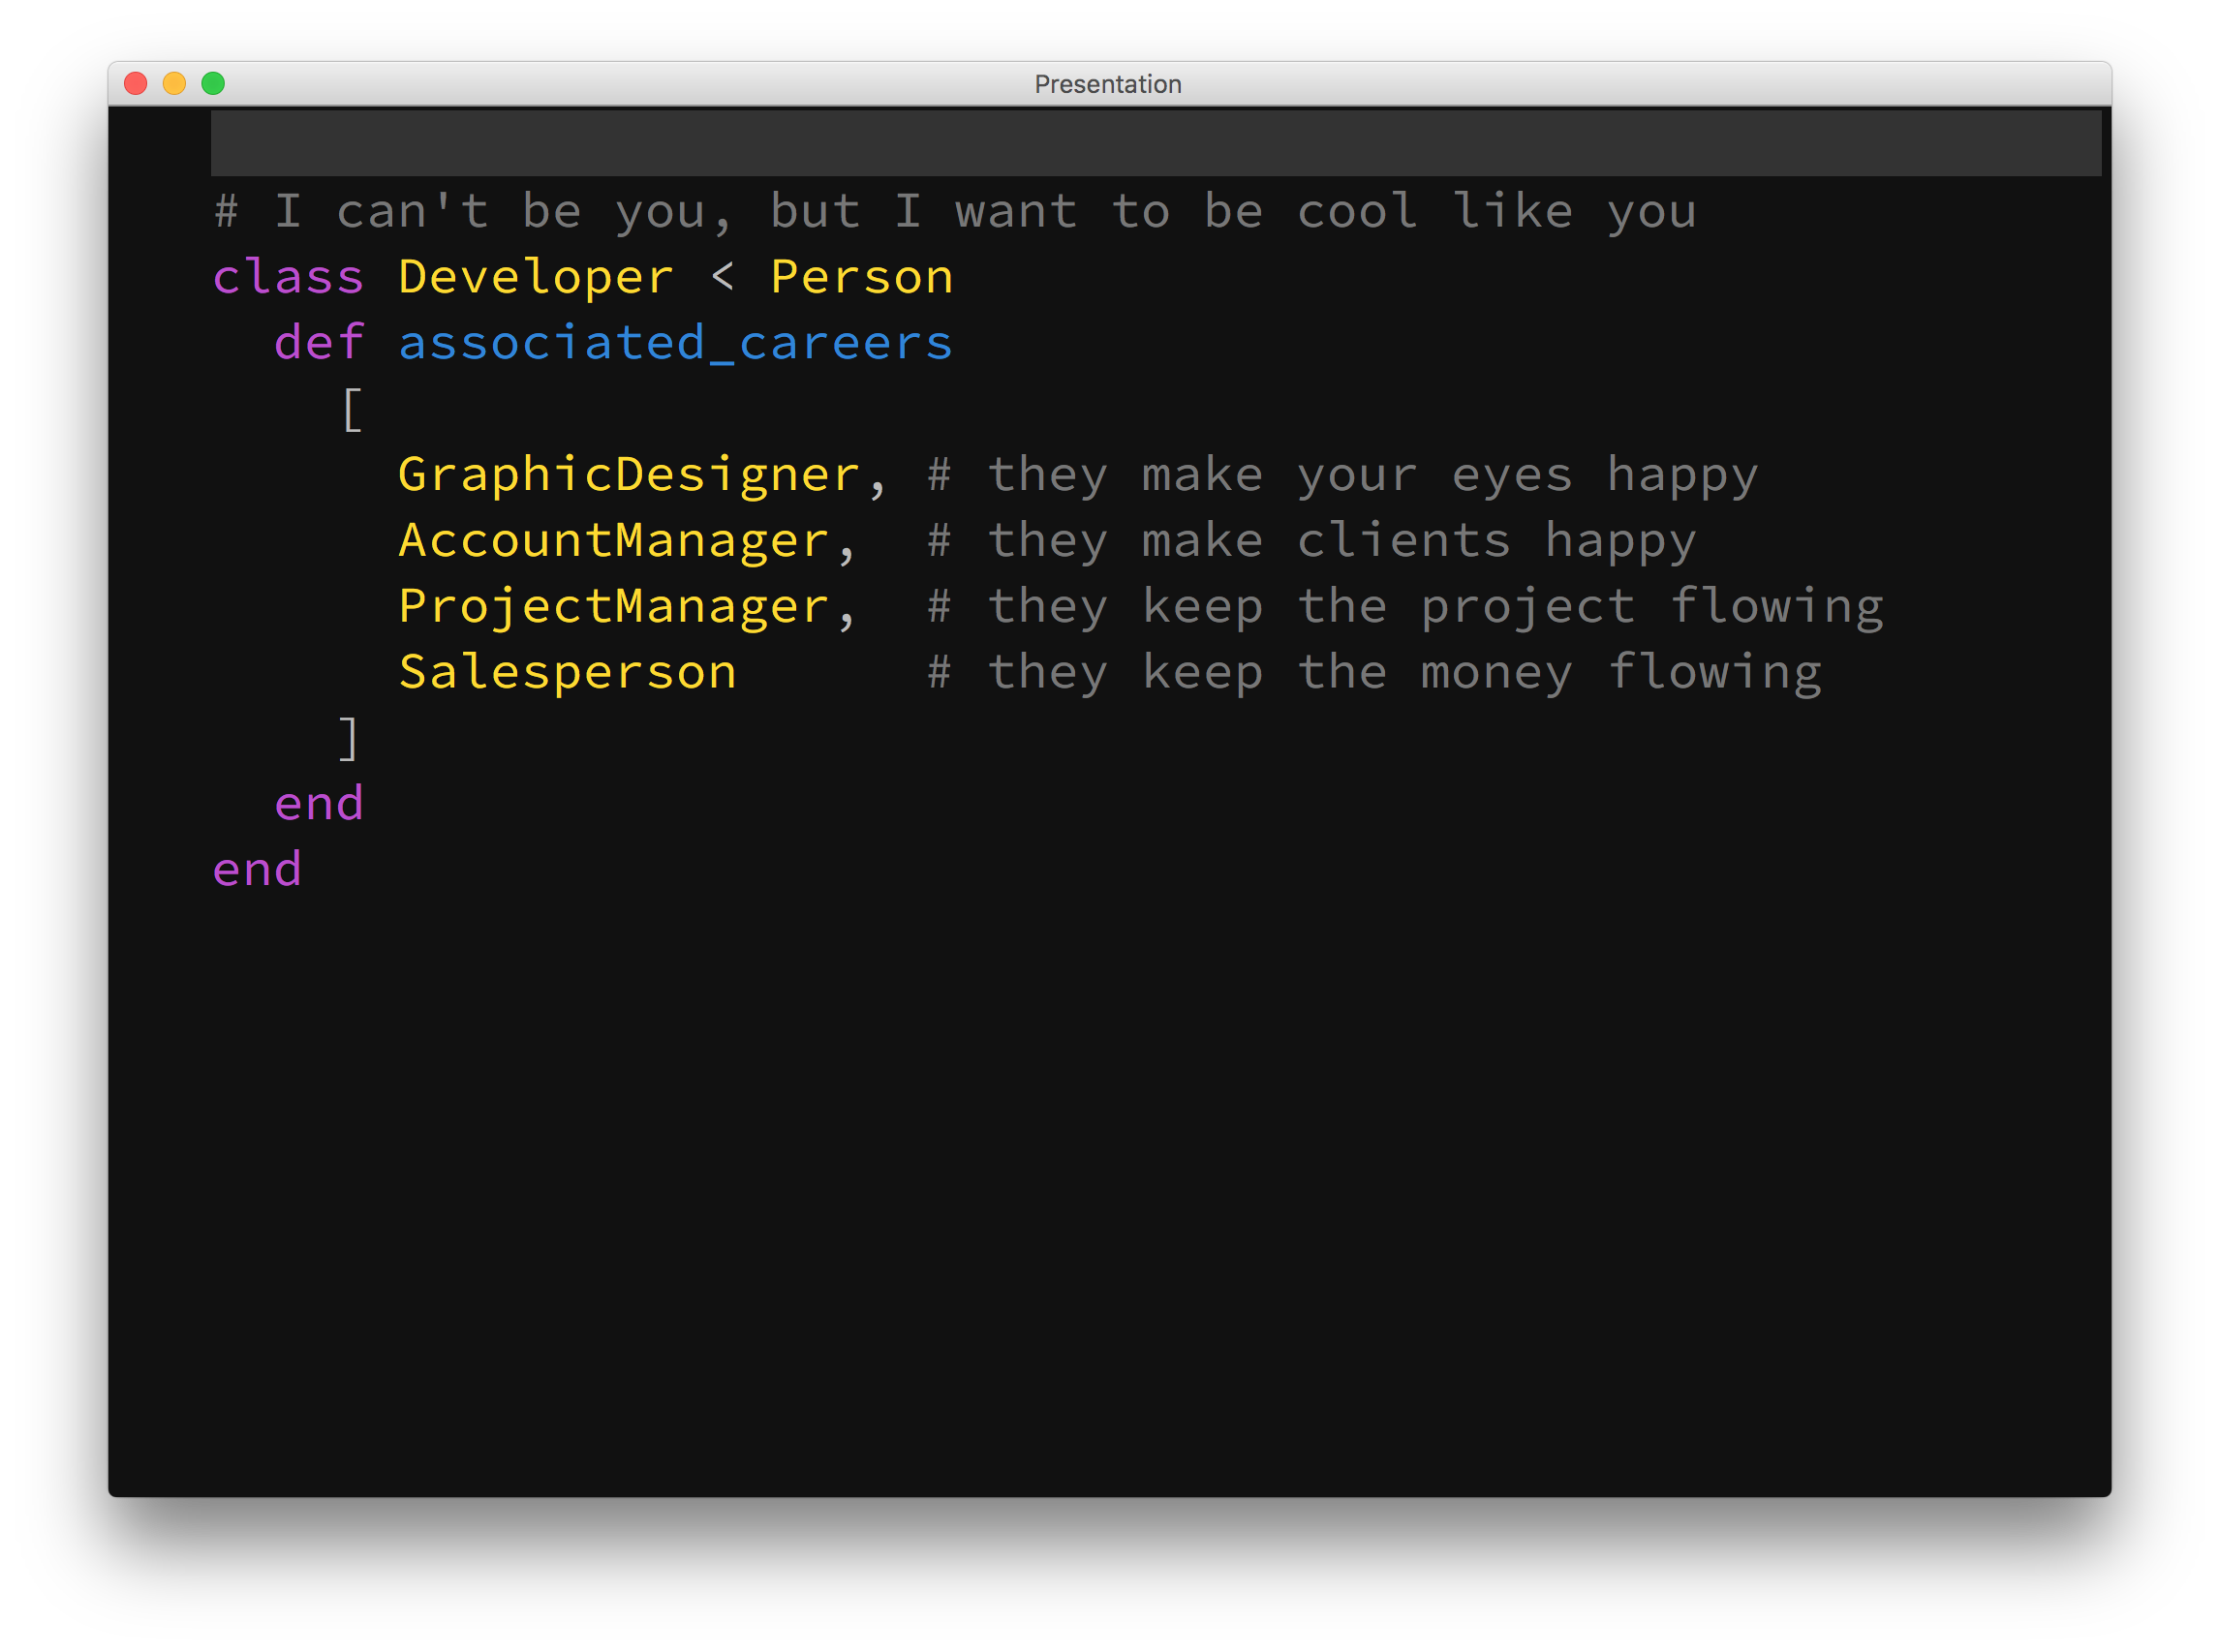 Presentation
# I can't be you, but I want to be cool like you
class Developer < Person
  def associated_careers
    [
      GraphicDesigner, # they make your eyes happy
      AccountManager,  # they make clients happy
      ProjectManager,  # they keep the project flowing
      Salesperson      # they keep the money flowing
    ]
  end
end